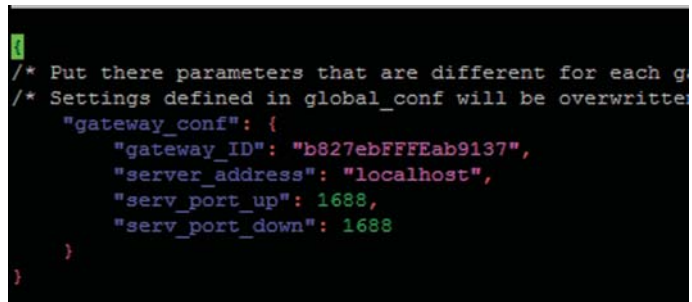 {
/* Put there parameters that are different for each
/* Settings defined in global_conf will be overwritten
    "gateway_conf": {
        "gateway_ID": "b827ebFFFEab9137",
        "server_address": "localhost",
        "serv_port_up": 1688,
        "serv_port_down": 1688
    }
}